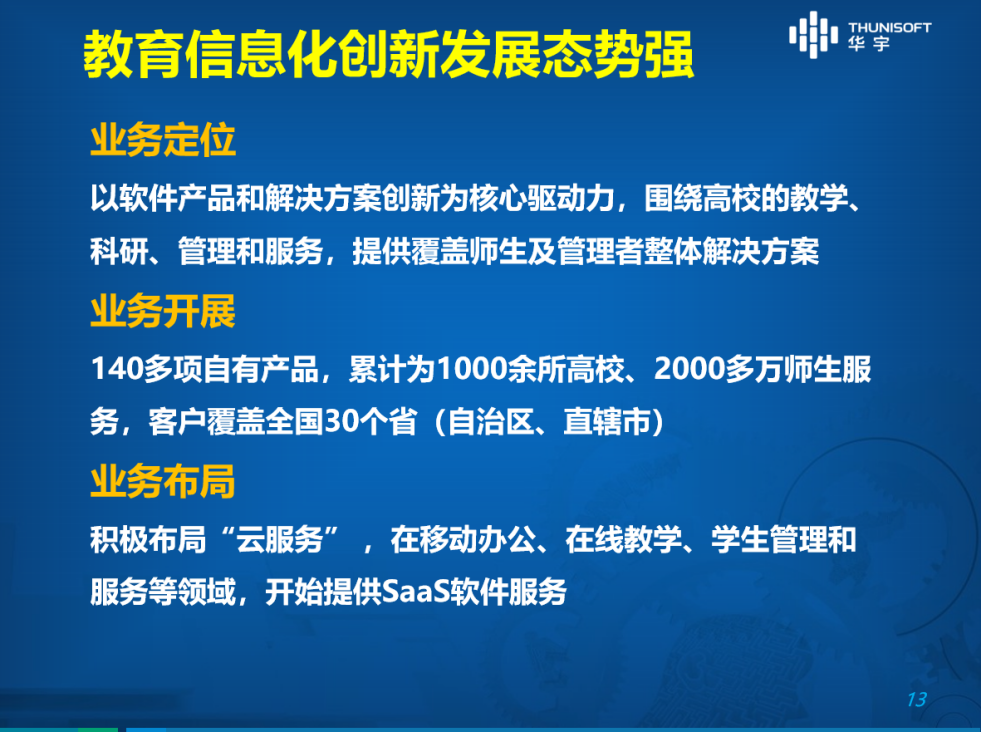 教育信息化创新发展态势强
THUNISOFT
华宇
业务定位
以软件产品和解决方案创新为核心驱动力，围绕高校的教学、
科研、管理和服务，提供覆盖师生及管理者整体解决方案
业务开展
140多项自有产品，累计为1000余所高校、2000多万师生服
务，客户覆盖全国30个省（自治区、直辖市）
业务布局
积极布局“云服务”，在移动办公、在线教学、学生管理和
服务等领域，开始提供SaaS软件服务
13